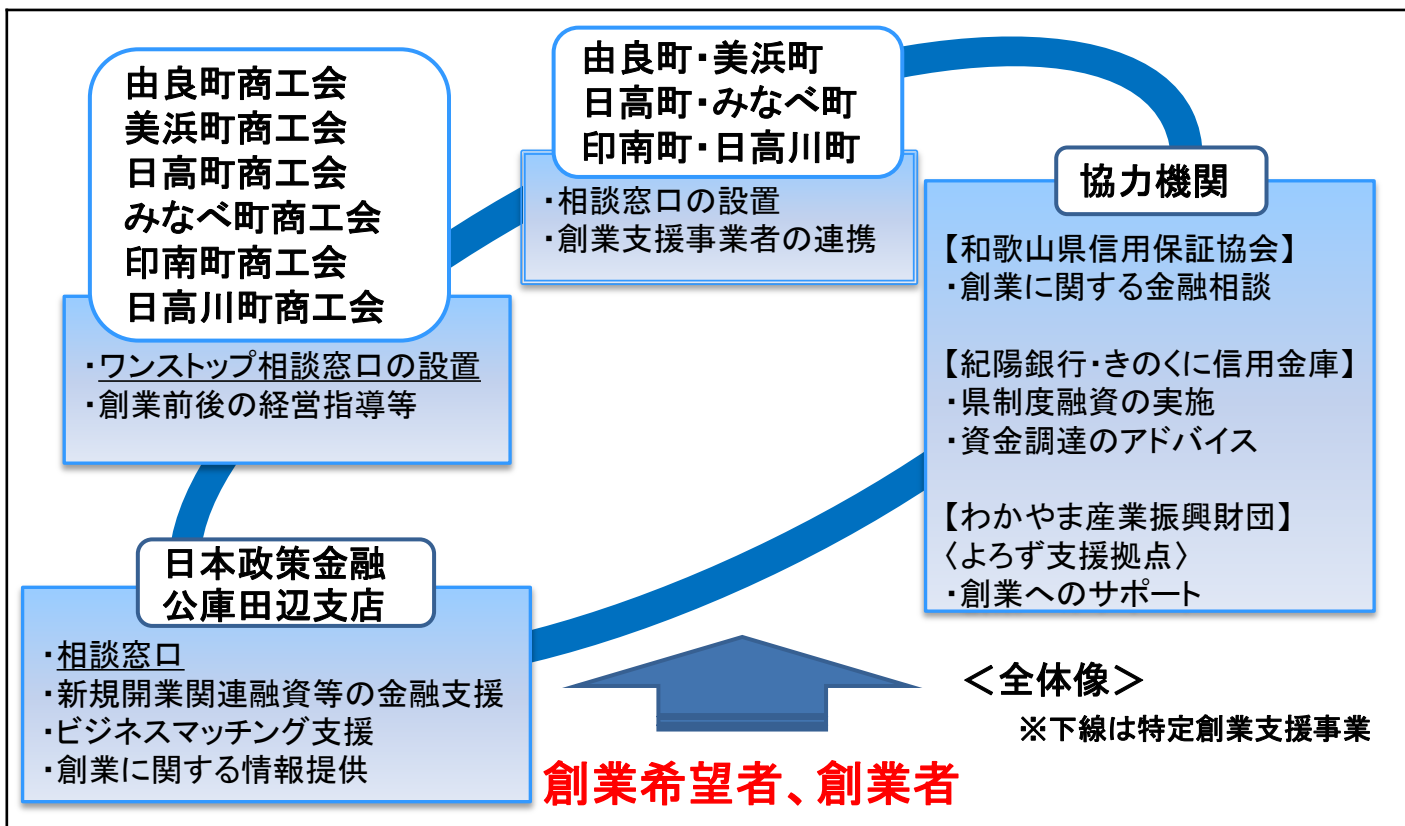 由良町商工会
美浜町商工会
日高町商工会
みなべ町商工会
印南町商工会
日高川町商工会
・ワンストップ相談窓口の設置
・創業前後の経営指導等
由良町・美浜町
日高町・みなべ町
印南町・日高川町
・相談窓口の設置
・創業支援事業者の連携
協力機関
【和歌山県信用保証協会】
・創業に関する金融相談
【紀陽銀行・きのくに信用金庫】
・県制度融資の実施
・資金調達のアドバイス
【わかやま産業振興財団】
〈よろず支援拠点〉
・創業へのサポート
日本政策金融
公庫田辺支店
・相談窓口
・新規開業関連融資等の金融支援
・ビジネスマッチング支援
・創業に関する情報提供
＜全体像＞
※下線は特定創業支援事業
創業希望者、創業者